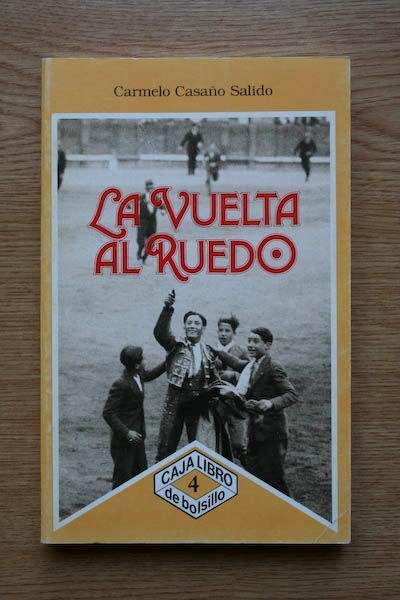 Carmelo Casaño Salido
LA VUELTA
AL RUEDO
CAJA LIBRO
4
de bolsillo